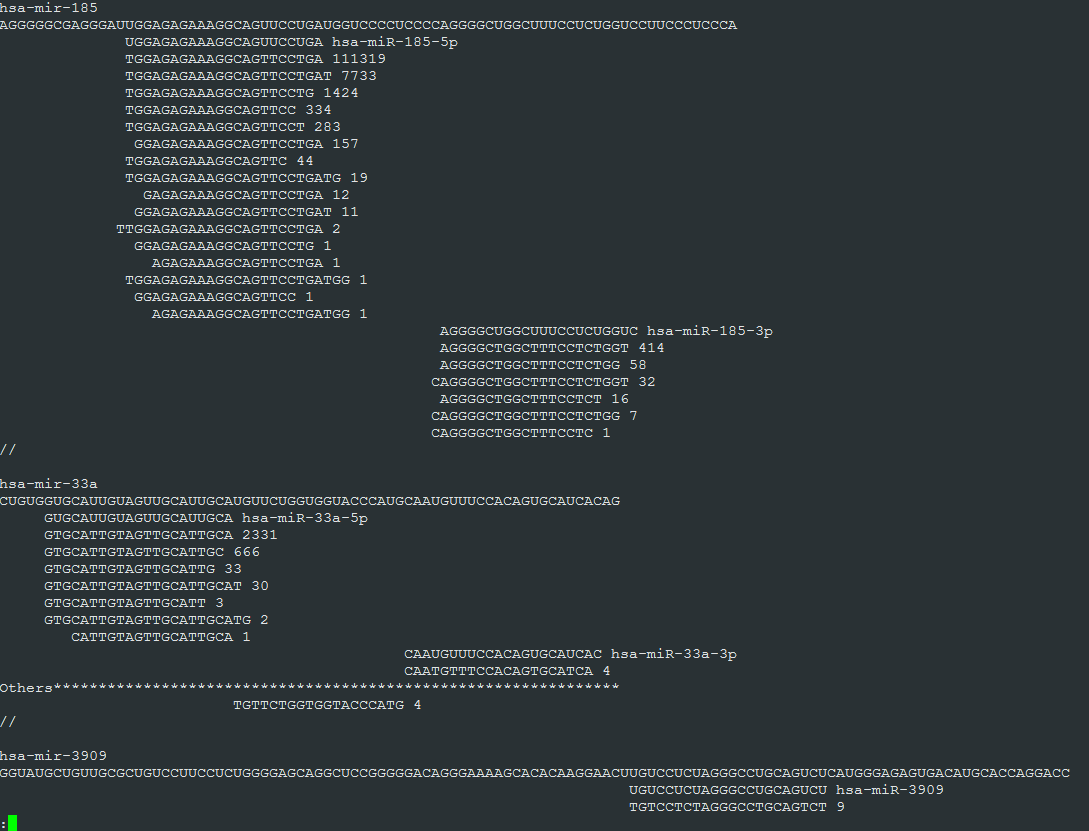 hsa-mir-185
AGGGGGCGAGGGAUUGGAGAGAAAGGCAGUUCCUGAUGGUCCCCUCCCCAGGGGCUGGCUUUCCUCUGGUCCUUCCCUCCCA
UGGAGAGAAAGGCAGUUCCUGA hsa-miR-185-5p
TGGAGAGAAAGGCAGTTCCTGA 111319
TGGAGAGAAAGGCAGTTCCTGAT 7733
TGGAGAGAAAGGCAGTTCCTG 1424
TGGAGAGAAAGGCAGTTCC 334
TGGAGAGAAAGGCAGTTCCT 283
GGAGAGAAAGGCAGTTCCTGA 157
TGGAGAGAAAGGCAGTTC 44
TGGAGAGAAAGGCAGTTCCTGATG 19
GAGAGAAAGGCAGTTCCTGA 12
GGAGAGAAAGGCAGTTCCTGAT 11
TTGGAGAGAAAGGCAGTTCCTGA 2
GGAGAGAAAGGCAGTTCCTG 1
AGAGAAAGGCAGTTCCTGA 1
TGGAGAGAAAGGCAGTTCCTGATGG 1
GGAGAGAAAGGCAGTTCC 1
AGAGAAAGGCAGTTCCTGATGG 1
AGGGGCUGGCUUUCCUCUGGUC hsa-miR-185-3p
AGGGGCTGGCTTTCCTCTGGT 414
AGGGGCTGGCTTTCCTCTGG 58
CAGGGGCTGGCTTTCCTCTGGT 32
AGGGGCTGGCTTTCCTCT 16
CAGGGGCTGGCTTTCCTCTGG 7
CAGGGGCTGGCTTTCCTC 1
//
hsa-mir-33a
CUGUGGUGCAUUGUAGUUGCAUUGCAUGUUCUGGUGGUACCCAUGCAAUGUUUCCACAGUGCAUCACAG
GUGCAUUGUAGUUGCAUUGCA hsa-miR-33a-5p
GTGCATTGTAGTTGCATTGCA 2331
GTGCATTGTAGTTGCATTGC 666
GTGCATTGTAGTTGCATTG 33
GTGCATTGTAGTTGCATTGCAT 30
GTGCATTGTAGTTGCATT 3
GTGCATTGTAGTTGCATTGCATG 2
CATTGTAGTTGCATTGCA 1
CAAUGUUUCCACAGUGCAUCAC hsa-miR-33a-3p
CAATGTTTCCACAGTGCATCA 4
Others***************************************************************
TGTTCTGGTGGTACCCATG 4
//
hsa-mir-3909
GGUAUGCUGUUGCGCUGUCCUUCCUCUGGGGAGCAGGCUCCGGGGGACAGGGAAAAGCACACAAGGAACUUGUCCUCUAGGGCCUGCAGUCUCAUGGGAGAGUGACAUGCACCAGGACC
UGUCCUCUAGGGCCUGCAGUCU hsa-miR-3909
TGTCCTCTAGGGCCTGCAGTCT 9
: